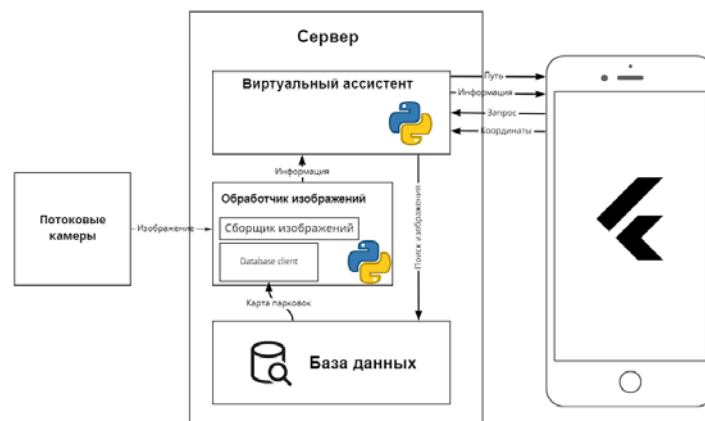 Сервер
Виртуальный ассистент
Путь
Информация
Запрос
Координаты
Информация
Обработчик изображений
Потоковые
камеры
Изображение
Сборщик изображений
Database client
Поиск изображения
Карта парковок
База данных